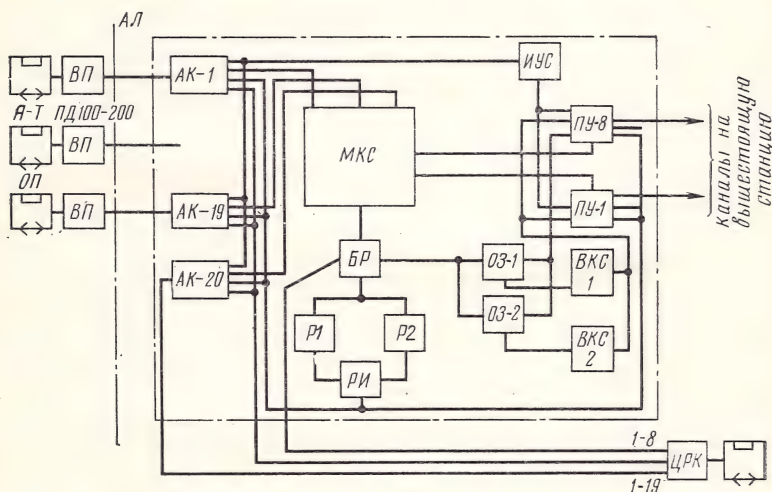 АЛ
ВП
АК-1
ИУС
А-Т ПД100-200
ВП
МКС
ПУ-8
каналы на
вышестоящую
станцию
ОП
ВП
АК-19
ПУ-1
АК-20
БР
ОЗ-1
ВКС
1
Р1
Р2
ОЗ-2
ВКС
2
РИ
1-8
ЦРК
1-19